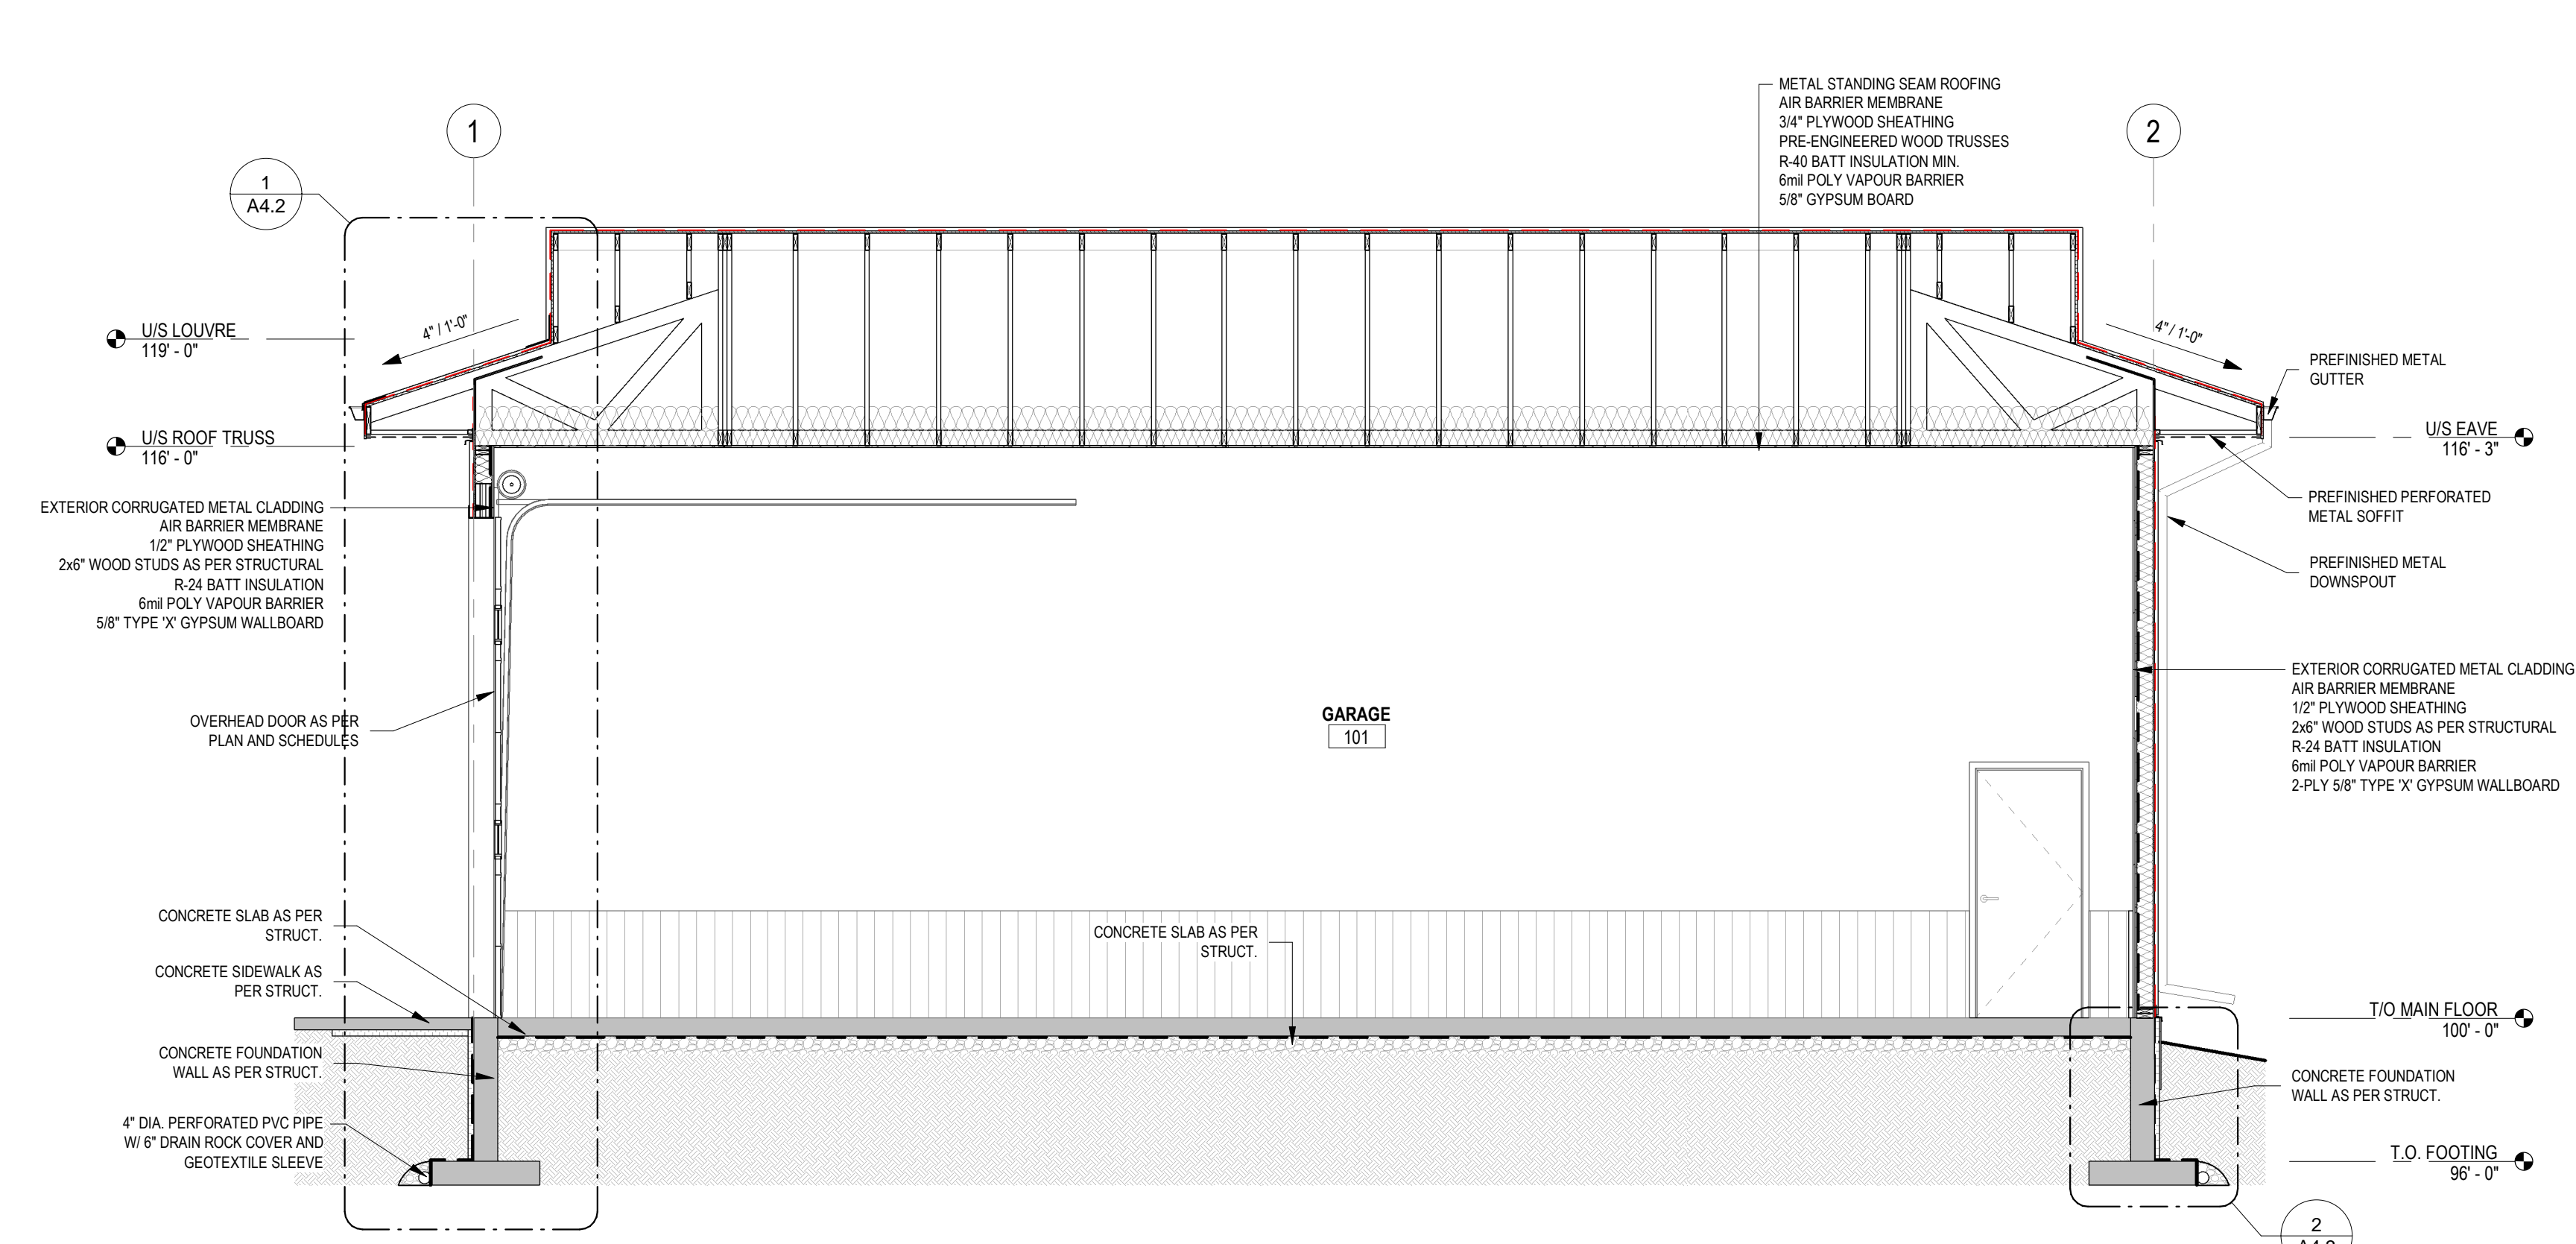 METAL STANDING SEAM ROOFING
AIR BARRIER MEMBRANE
3/4" PLYWOOD SHEATHING
PRE-ENGINEERED WOOD TRUSSES
R-40 BATT INSULATION MIN.
6mil POLY VAPOUR BARRIER
5/8" GYPSUM BOARD
1
2
1
A4.2
4" / 1'-0"
4" / 1'-0"
U/S LOUVRE
119' - 0"
PREFINISHED METAL
GUTTER
U/S ROOF TRUSS
116' - 0"
U/S EAVE
116' - 3"
EXTERIOR CORRUGATED METAL CLADDING
AIR BARRIER MEMBRANE
1/2" PLYWOOD SHEATHING
2x6" WOOD STUDS AS PER STRUCTURAL
R-24 BATT INSULATION
6mil POLY VAPOUR BARRIER
5/8" TYPE 'X' GYPSUM WALLBOARD
PREFINISHED PERFORATED
METAL SOFFIT
PREFINISHED METAL
DOWNSPOUT
EXTERIOR CORRUGATED METAL CLADDING
AIR BARRIER MEMBRANE
1/2" PLYWOOD SHEATHING
2x6" WOOD STUDS AS PER STRUCTURAL
R-24 BATT INSULATION
6mil POLY VAPOUR BARRIER
2-PLY 5/8" TYPE 'X' GYPSUM WALLBOARD
OVERHEAD DOOR AS PER
PLAN AND SCHEDULES
GARAGE
101
CONCRETE SLAB AS PER
STRUCT.
CONCRETE SLAB AS PER
STRUCT.
CONCRETE SIDEWALK AS
PER STRUCT.
T/O MAIN FLOOR
100' - 0"
CONCRETE FOUNDATION
WALL AS PER STRUCT.
CONCRETE FOUNDATION
WALL AS PER STRUCT.
4" DIA. PERFORATED PVC PIPE
W/ 6" DRAIN ROCK COVER AND
GEOTEXTILE SLEEVE
T.O. FOOTING
96' - 0"
2